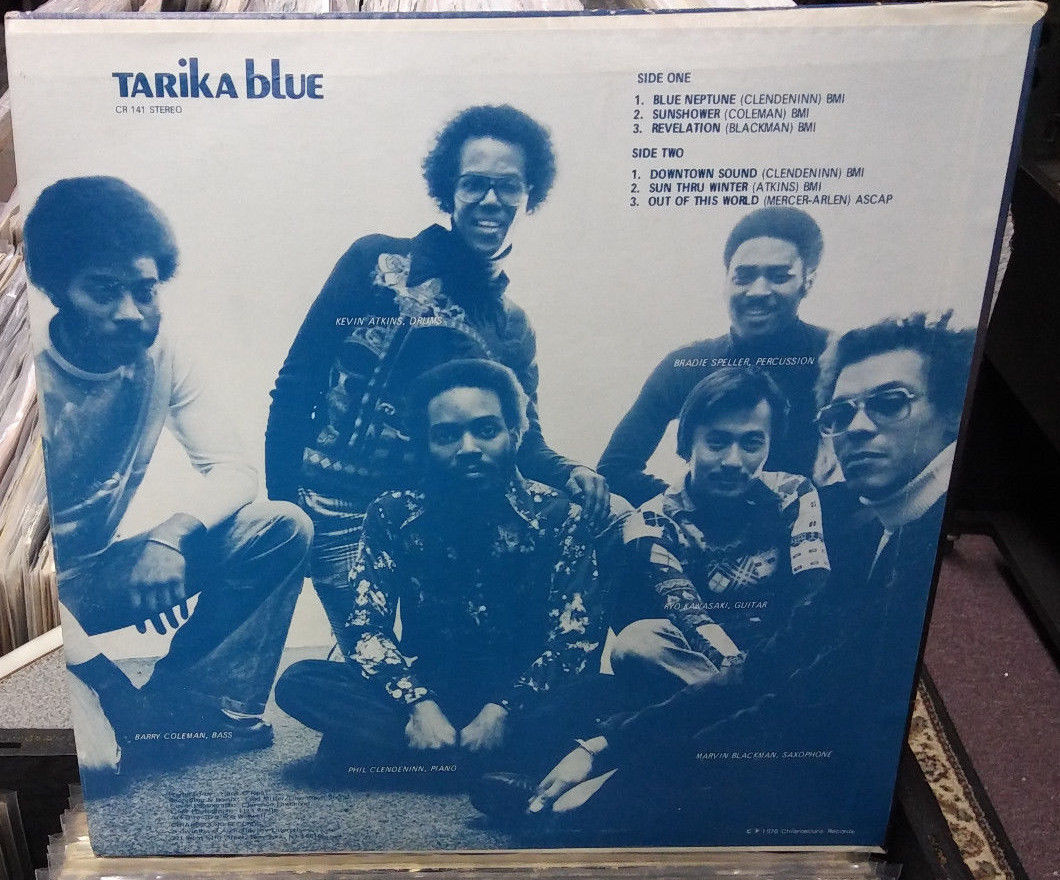 TARIKA BLUE
CR 141 STEREO
SIDE ONE
1. BLUE NEPTUNE (CLENDENINN) BMI
2. SUNSHOWER (COLEMAN) BMI
3. REVELATION (BLACKMAN) BMI
SIDE TWO
1. DOWNTOWN SOUND (CLENDENINN) BMI
2. SUN THRU WINTER (ATKINS) BMI
3. OUT OF THIS WORLD (MERCER-ARLEN) ASCAP
KEVIN ATKINS, DRUMS
BRADIE SPELLER, PERCUSSION
RYO KAWASAKI, GUITAR
BARRY COLEMAN, BASS
PHIL CLENDENINN, PIANO
MARVIN BLACKMAN, SAXOPHONE
© ℗ 1976 Chiaroscuro Records